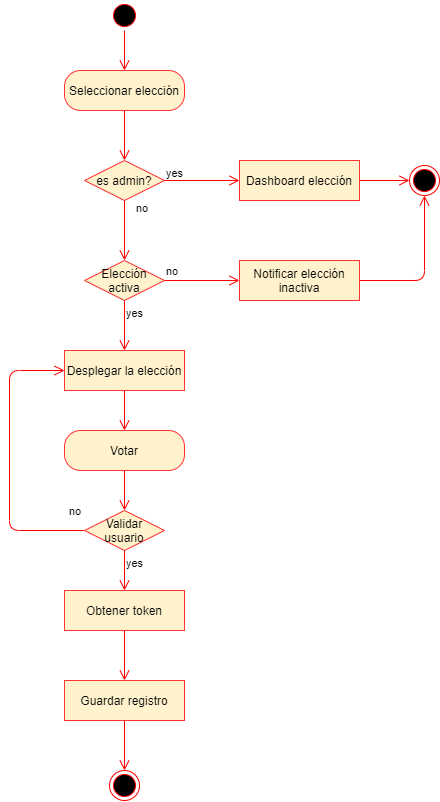 Seleccionar elección
es admin?
yes
Dashboard elección
no
Elección
activa
no
Notificar elección
inactiva
yes
Desplegar la elección
Votar
no
Validar
usuario
yes
Obtener token
Guardar registro